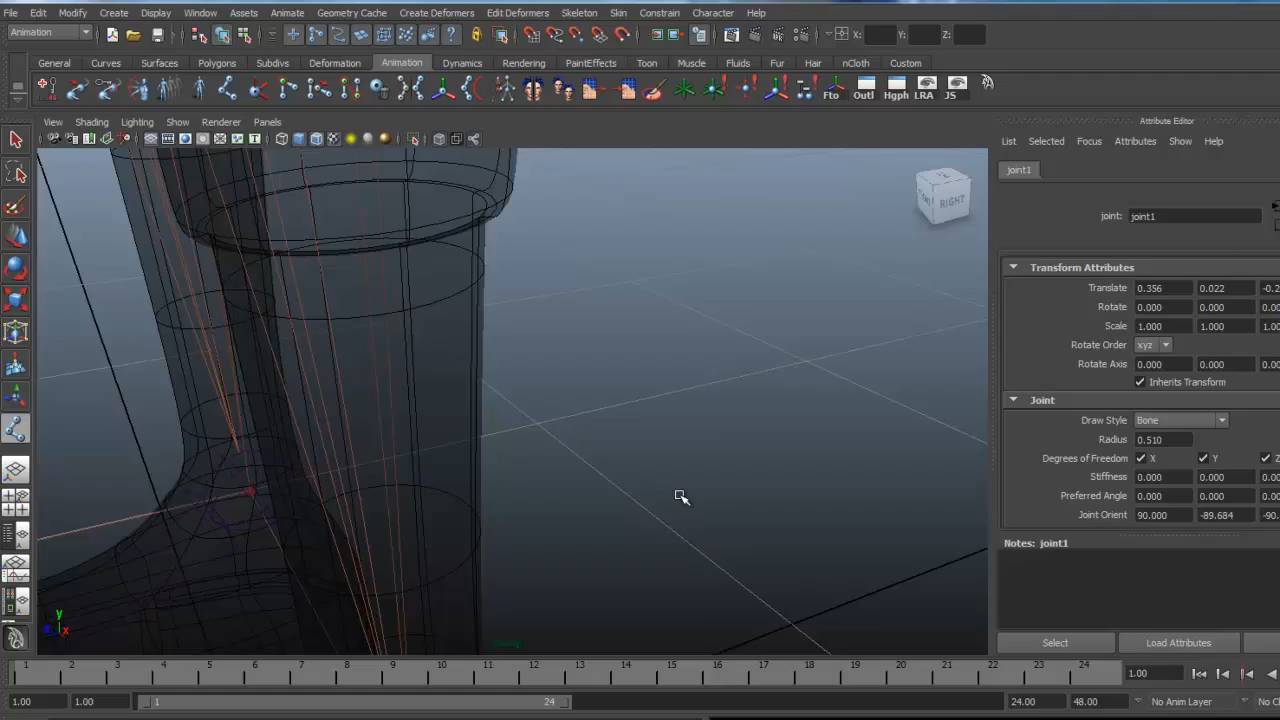 File Edit Modify Create Display Window Assets Animate Geometry Cache Create Deformers Edit Deformers Skeleton Skin Constrain Character Help
Animation X: Y: Z:
General Curves Surfaces Polygons Subdivs Deformation Animation Dynamics Rendering PaintEffects Toon Muscle Fluids Fur Hair nCloth Custom
Fto Outl Hgph LRA JS
Attribute Editor
View Shading Lighting Show Renderer Panels
List Selected Focus Attributes Show Help
joint1
RIGHT
joint: joint1
Transform Attributes
Translate 0.356 0.022 -0.2
Rotate 0.000 0.000 0.00
Scale 1.000 1.000 1.00
Rotate Order xyz
Rotate Axis 0.000 0.000 0.00
Inherits Transform
Joint
Draw Style Bone
Radius 0.510
Degrees of Freedom X Y Z
Stiffness 0.000 0.000 0.00
Preferred Angle 0.000 0.000 0.00
Joint Orient 90.000 -89.684 -90.
Notes: joint1
y
x
Select Load Attributes
1 2 3 4 5 6 7 8 9 10 11 12 13 14 15 16 17 18 19 20 21 22 23 24 1.00
1.00 1.00 1 24 24.00 48.00 No Anim Layer No C